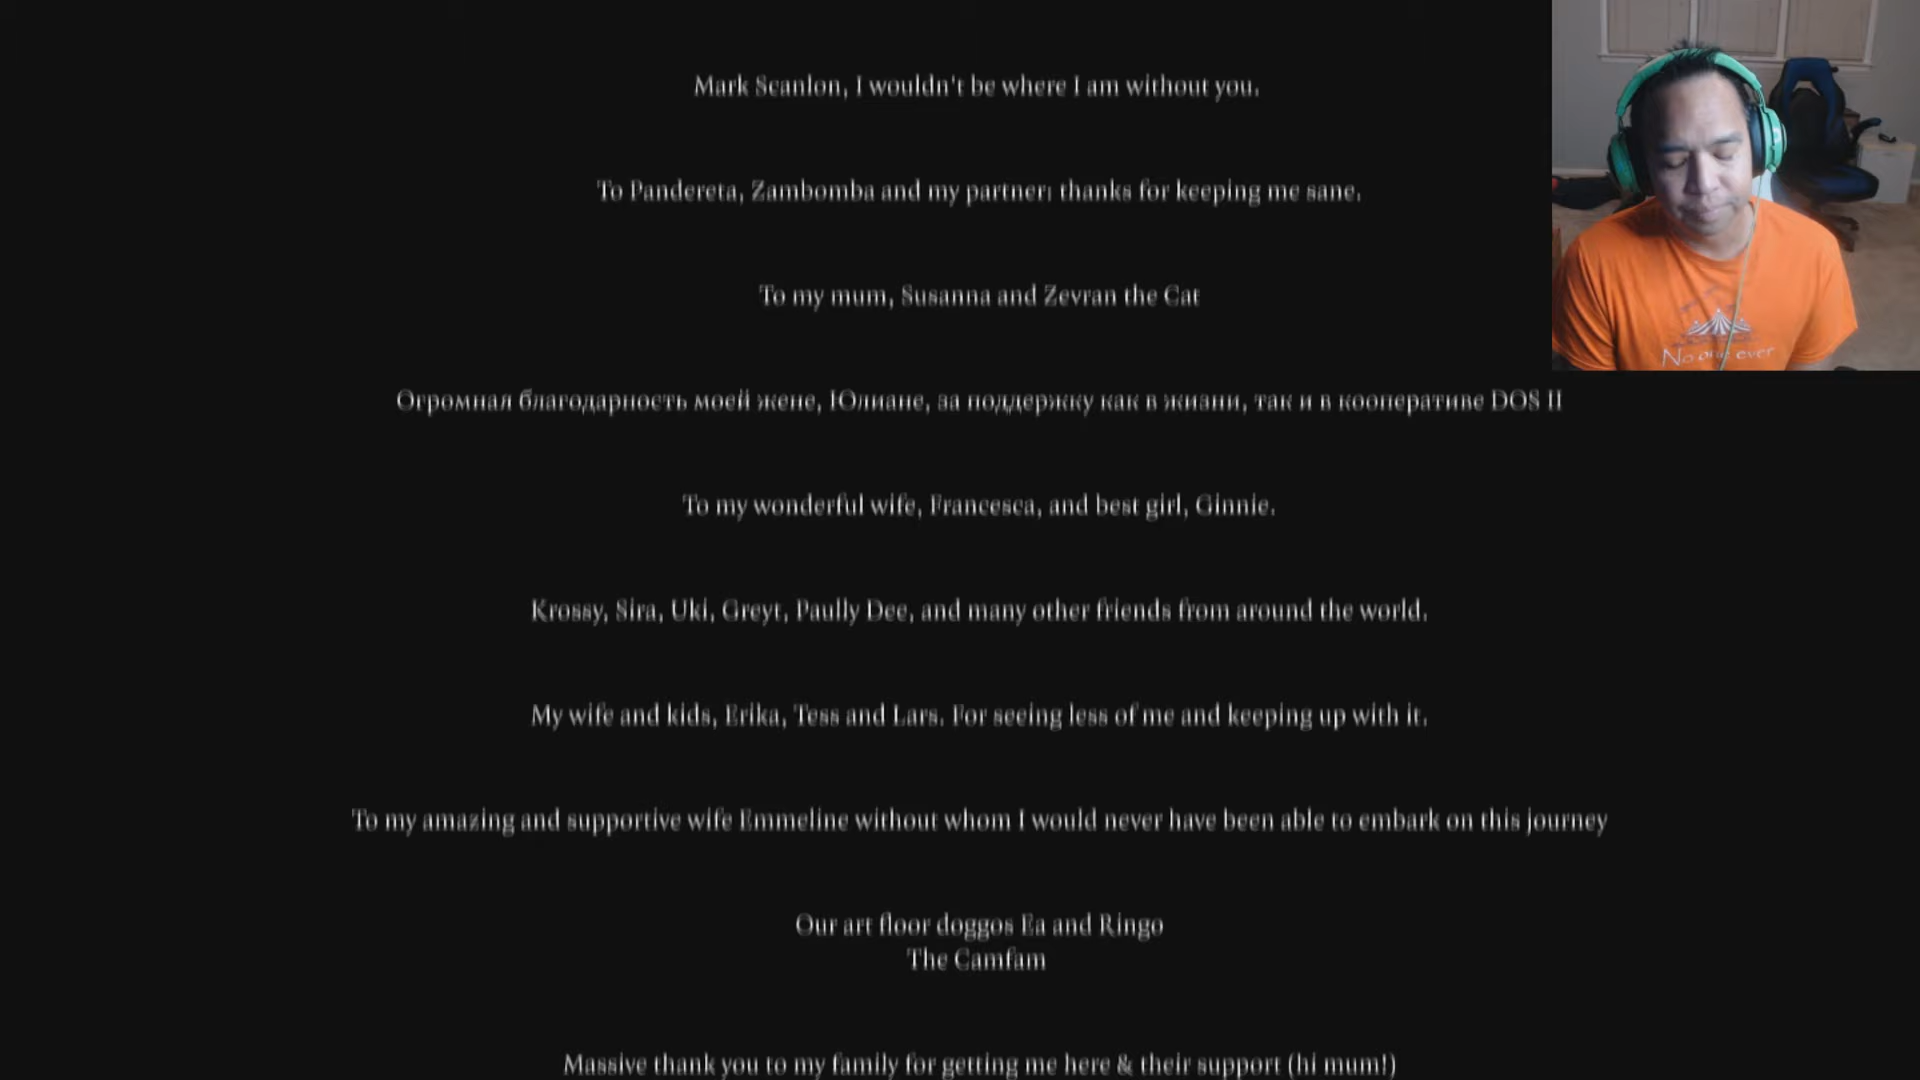 Mark Scanlon, I wouldn't be where I am without you.
To Pandereta, Zambomba and my partner: thanks for keeping me sane.
To my mum, Susanna and Zevran the Cat
Огромная благодарность моей жене, Юлиане, за поддержку как в жизни, так и в кооперативе DOS II
To my wonderful wife, Francesca, and best girl, Ginnie.
Krossy, Sira, Uki, Greyt, Paully Dee, and many other friends from around the world.
My wife and kids, Erika, Tess and Lars. For seeing less of me and keeping up with it.
To my amazing and supportive wife Emmeline without whom I would never have been able to embark on this journey
Our art floor doggos Ea and Ringo
The Camfam
Massive thank you to my family for getting me here & their support (hi mum!)
No one ever